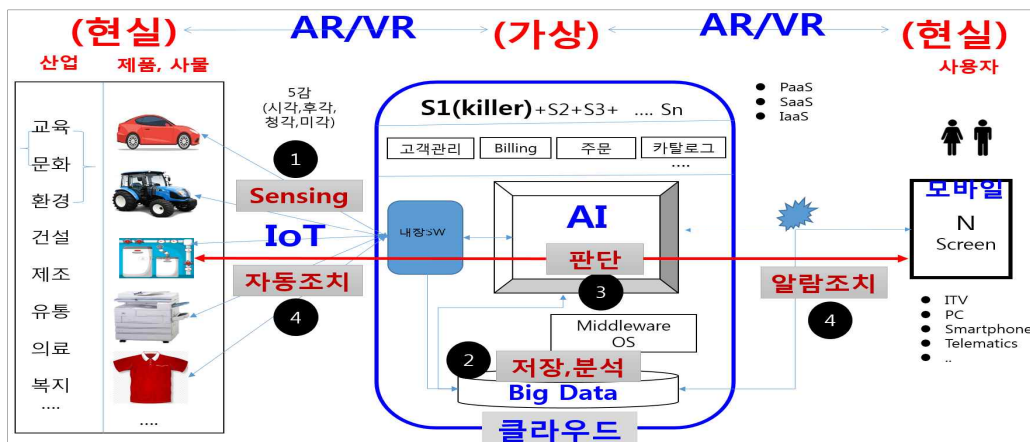 (현실)
AR/VR
(가상)
AR/VR
(현실)
산업
제품, 사물
사용자
교육
문화
환경
건설
제조
유통
의료
복지
....
....
5감
(시각,후각,
청각,미각)
1
Sensing
IoT
자동조치
4
S1(killer)+S2+S3+ .... Sn
고객관리
Billing
주문
카탈로그
....
내장SW
AI
판단
3
Middleware
OS
2
저장,분석
Big Data
클라우드
● PaaS
● SaaS
● IaaS
알람조치
4
모바일
N
Screen
● ITV
● PC
● Smartphone
● Telematics
● ..